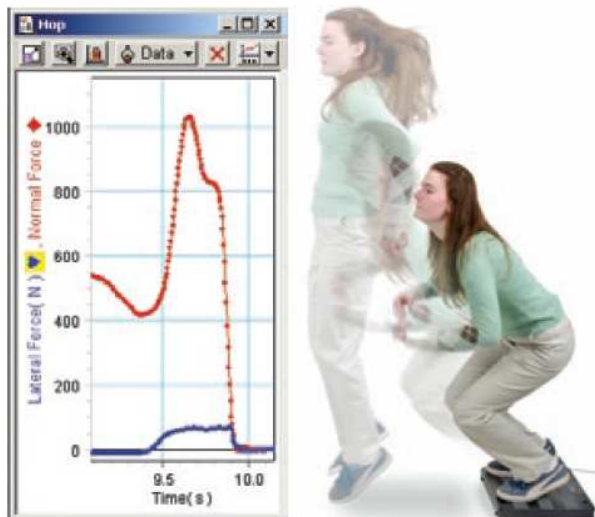 Hop
Data
Lateral Force( N ) , Normal Force
1000
800
600
400
200
0
9.5 10.0
Time( s )